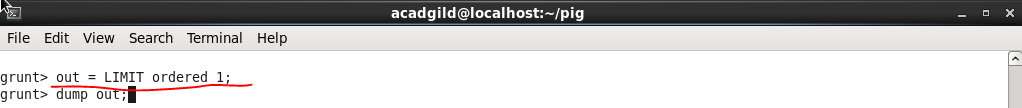 acadgild@localhost:~/pig
File Edit View Search Terminal Help
grunt> out = LIMIT ordered 1;
grunt> dump out;